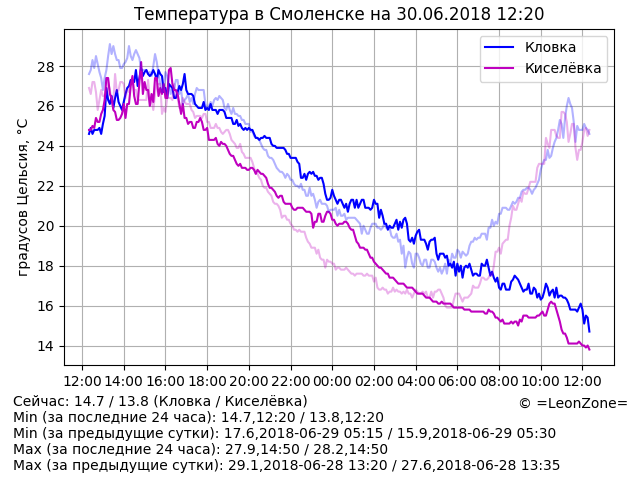 Температура в Смоленске на 30.06.2018 12:20
Кловка
Киселёвка
градусов Цельсия, °C
28
26
24
22
20
18
16
14
12:00 14:00 16:00 18:00 20:00 22:00 00:00 02:00 04:00 06:00 08:00 10:00 12:00
Сейчас: 14.7 / 13.8 (Кловка / Киселёвка)
© =LeonZone=
Min (за последние 24 часа): 14.7,12:20 / 13.8,12:20
Min (за предыдущие сутки): 17.6,2018-06-29 05:15 / 15.9,2018-06-29 05:30
Max (за последние 24 часа): 27.9,14:50 / 28.2,14:50
Max (за предыдущие сутки): 29.1,2018-06-28 13:20 / 27.6,2018-06-28 13:35